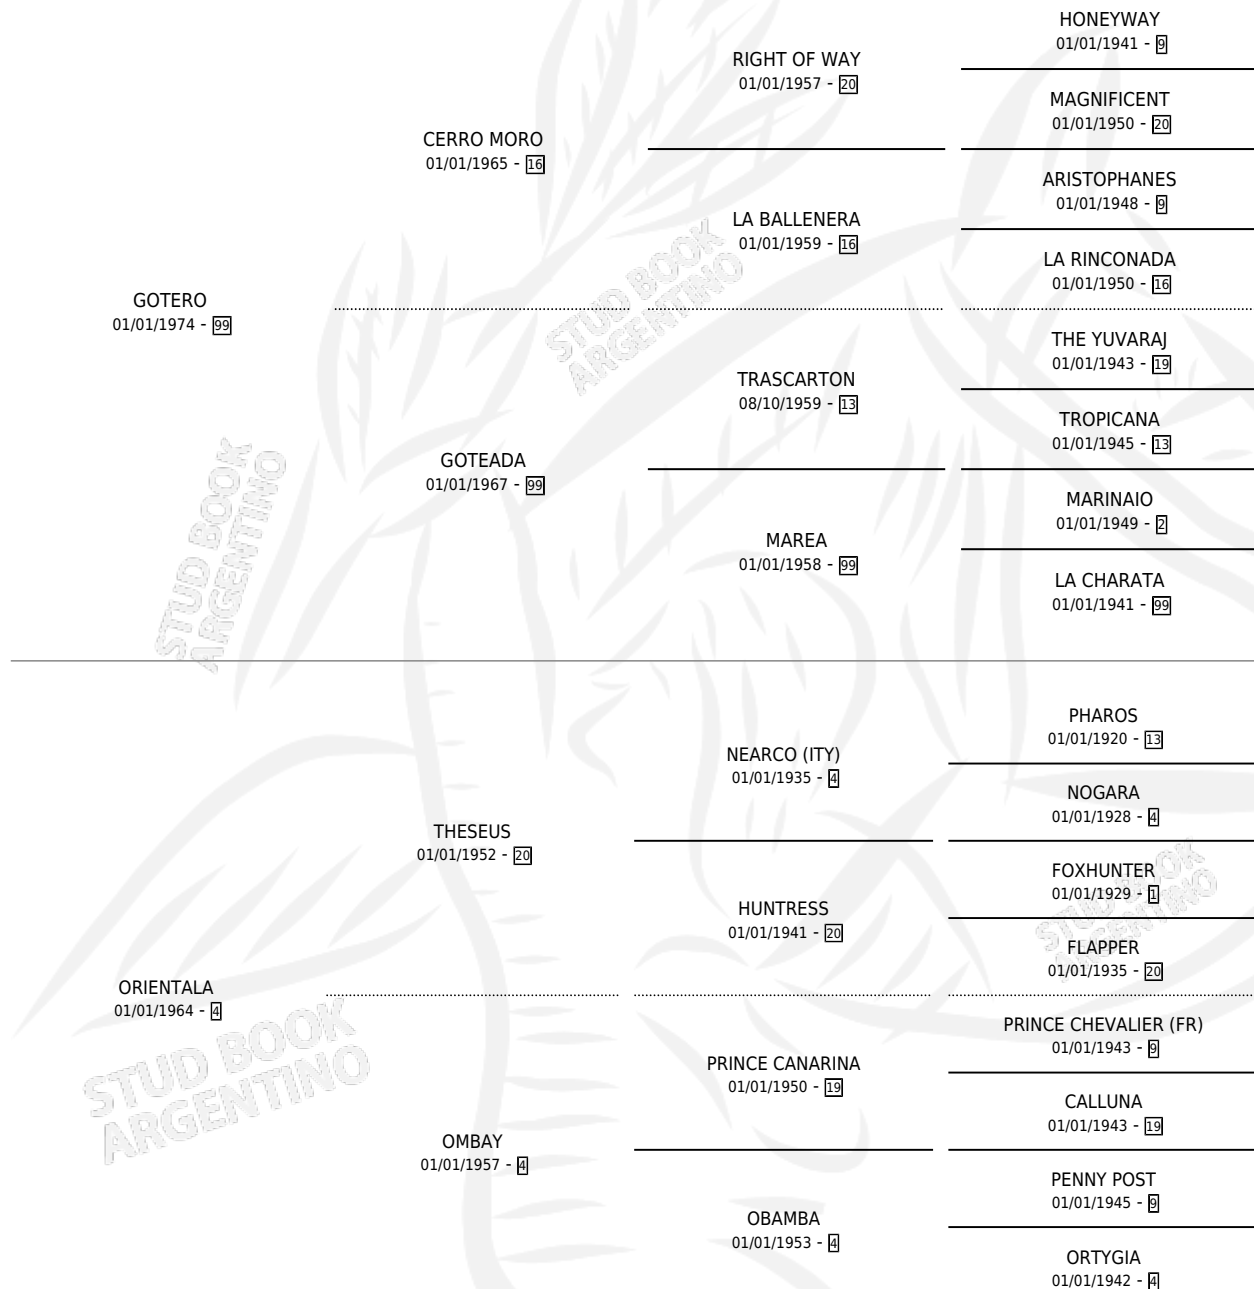 HONEYWAY
01/01/1941 - 9
RIGHT OF WAY
01/01/1957 - 20
MAGNIFICENT
01/01/1950 - 20
CERRO MORO
01/01/1965 - 16
ARISTOPHANES
01/01/1948 - 9
LA BALLENERA
01/01/1959 - 16
LA RINCONADA
01/01/1950 - 16
GOTERO
01/01/1974 - 99
THE YUVARAJ
01/01/1943 - 19
TRASCARTON
08/10/1959 - 13
TROPICANA
01/01/1945 - 13
GOTEADA
01/01/1967 - 99
MARINAIO
01/01/1949 - 2
MAREA
01/01/1958 - 99
LA CHARATA
01/01/1941 - 99
PHAROS
01/01/1920 - 13
NEARCO (ITY)
01/01/1935 - 4
NOGARA
01/01/1928 - 4
THESEUS
01/01/1952 - 20
FOXHUNTER
01/01/1929 - 1
HUNTRESS
01/01/1941 - 20
FLAPPER
01/01/1935 - 20
ORIENTALA
01/01/1964 - 4
PRINCE CHEVALIER (FR)
01/01/1943 - 9
PRINCE CANARINA
01/01/1950 - 19
CALLUNA
01/01/1943 - 19
OMBAY
01/01/1957 - 4
PENNY POST
01/01/1945 - 9
OBAMBA
01/01/1953 - 4
ORTYGIA
01/01/1942 - 4
STUD BOOK
ARGENTINO
STUD BOOK
ARGENTINO
STUD BOOK
ARGENTINO
STUD BOOK
ARGENTINO